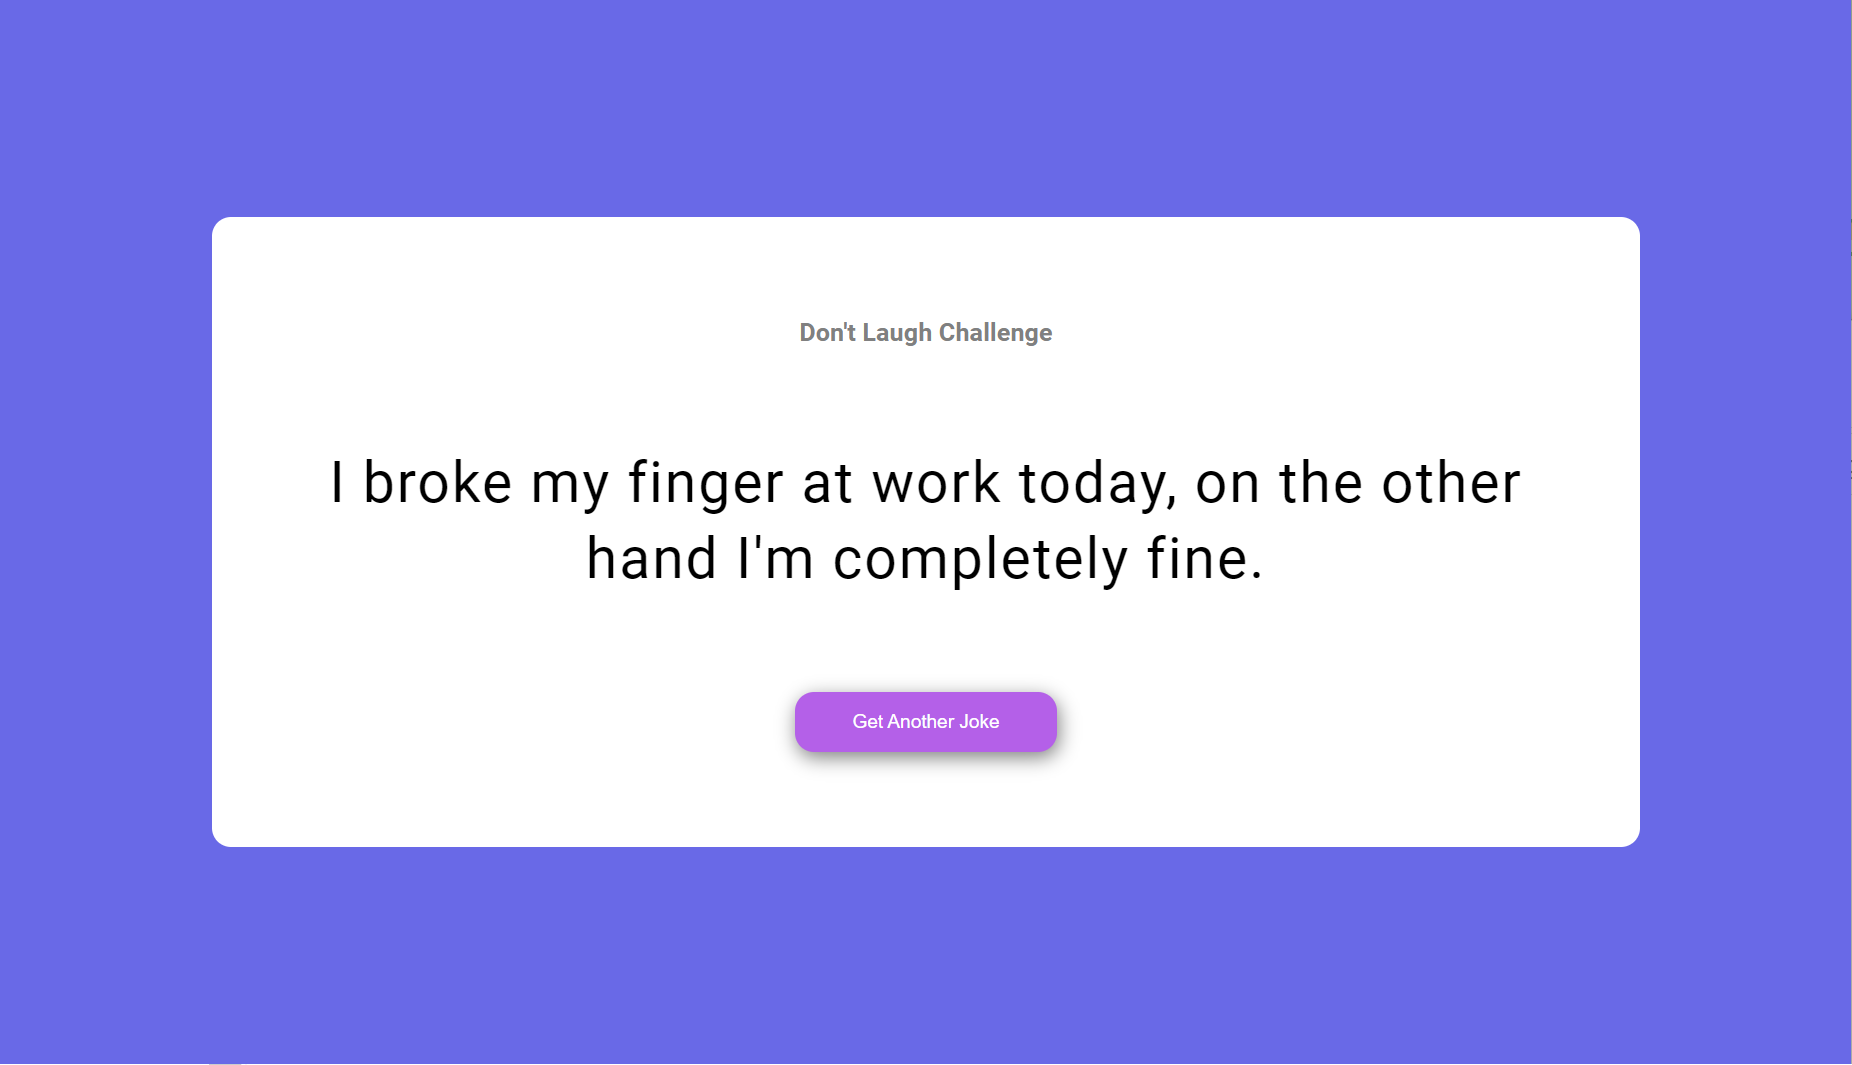 Don't Laugh Challenge
I broke my finger at work today, on the other
hand I'm completely fine.
Get Another Joke